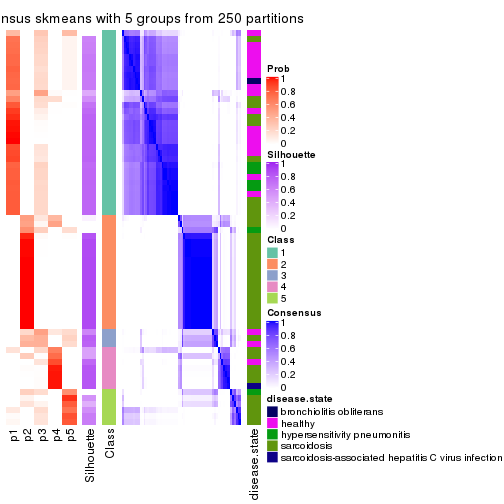 nsus skmeans with 5 groups from 250 partitions
Prob
1
0.8
0.6
0.4
0.2
0
Silhouette
1
0.8
0.6
0.4
0.2
0
Class
1
2
3
4
5
Consensus
1
0.8
0.6
0.4
0.2
0
disease.state
bronchiolitis obliterans
healthy
hypersensitivity pneumonitis
sarcoidosis
sarcoidosis-associated hepatitis C virus infection
p1
p2
p3
p4
p5
Silhouette
Class
disease.state